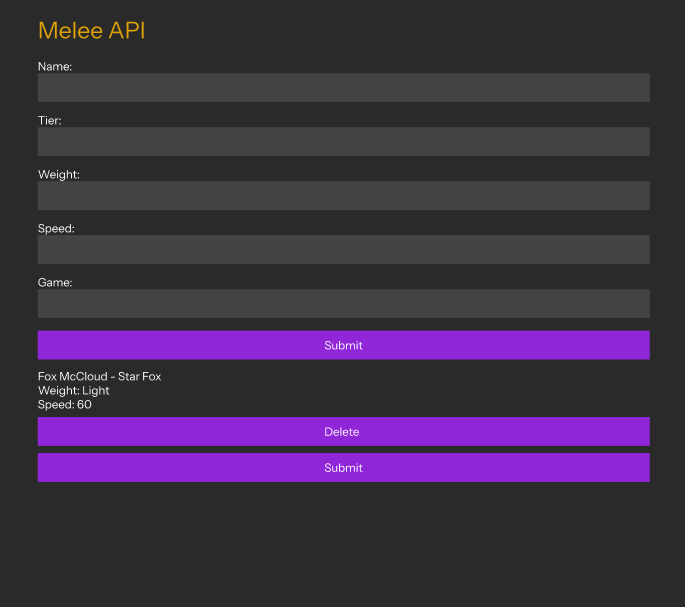 Melee API
Name:
Tier:
Weight:
Speed:
Game:
Submit
Fox McCloud - Star Fox
Weight: Light
Speed: 60
Delete
Submit